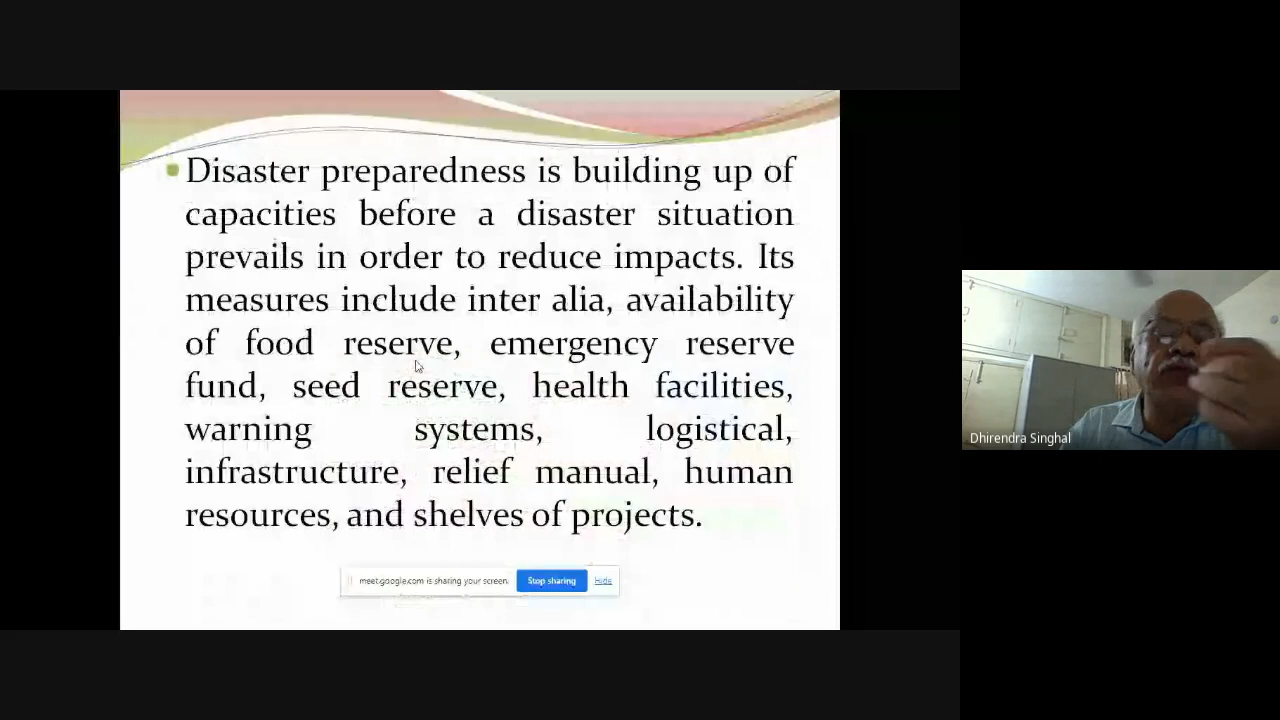 Disaster preparedness is building up of
capacities before a disaster situation
prevails in order to reduce impacts. Its
measures include inter alia, availability
of food reserve, emergency reserve
fund, seed reserve, health facilities,
warning systems, logistical,
infrastructure, relief manual, human
resources, and shelves of projects.
meet.google.com is sharing your screen. Stop sharing Hide
Dhirendra Singhal